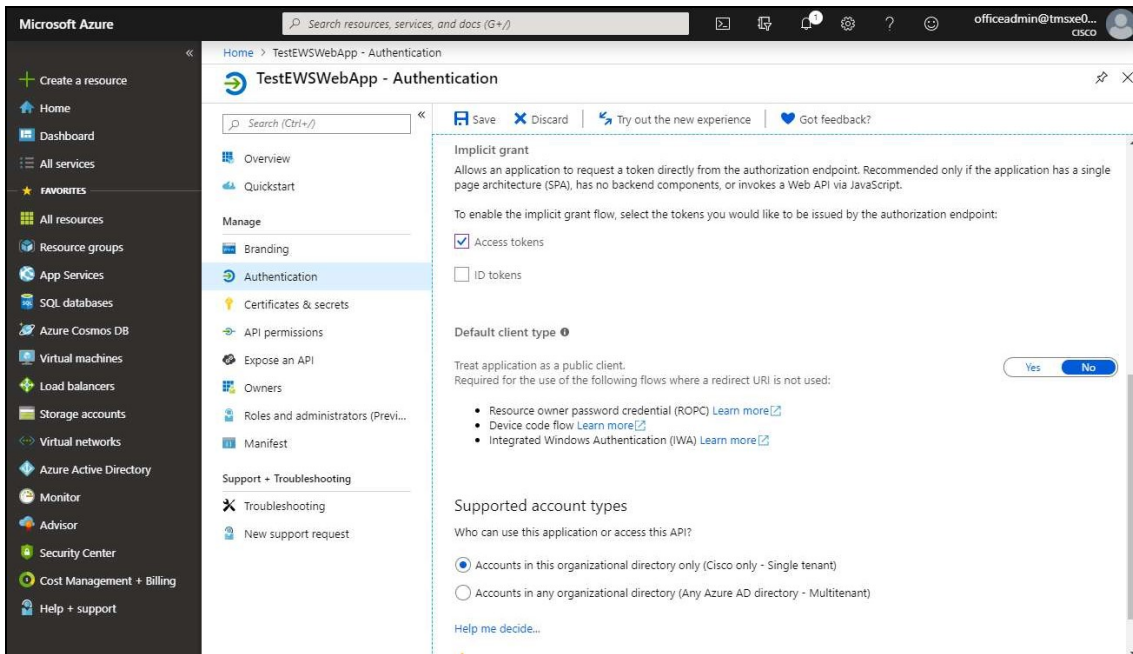 Microsoft Azure
Search resources, services, and docs (G+/)
1
officeadmin@tmsxe0...
CISCO
Home > TestEWSWebApp - Authentication
TestEWSWebApp - Authentication
Create a resource
Home
Dashboard
All services
FAVORITES
All resources
Resource groups
App Services
SQL databases
Azure Cosmos DB
Virtual machines
Load balancers
Storage accounts
Virtual networks
Azure Active Directory
Monitor
Advisor
Security Center
Cost Management + Billing
Help + support
Search (Ctrl+/)
Overview
Quickstart
Manage
Branding
Authentication
Certificates & secrets
API permissions
Expose an API
Owners
Roles and administrators (Previ...
Manifest
Support + Troubleshooting
Troubleshooting
New support request
Save Discard Try out the new experience Got feedback?
Implicit grant
Allows an application to request a token directly from the authorization endpoint. Recommended only if the application has a single
page architecture (SPA), has no backend components, or invokes a Web API via JavaScript.
To enable the implicit grant flow, select the tokens you would like to be issued by the authorization endpoint:
Access tokens
ID tokens
Default client type
Treat application as a public client.
Required for the use of the following flows where a redirect URI is not used:
Yes No
• Resource owner password credential (ROPC) Learn more
• Device code flow Learn more
• Integrated Windows Authentication (IWA) Learn more
Supported account types
Who can use this application or access this API?
Accounts in this organizational directory only (Cisco only - Single tenant)
Accounts in any organizational directory (Any Azure AD directory - Multitenant)
Help me decide...